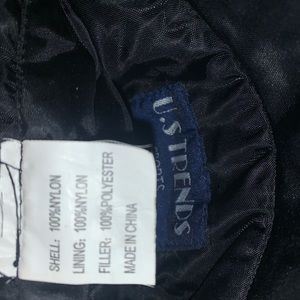 U.S TRENDS
SHELL: 100%NYLON
LINING: 100%NYLON
FILLER: 100%POLYESTER
MADE IN CHINA